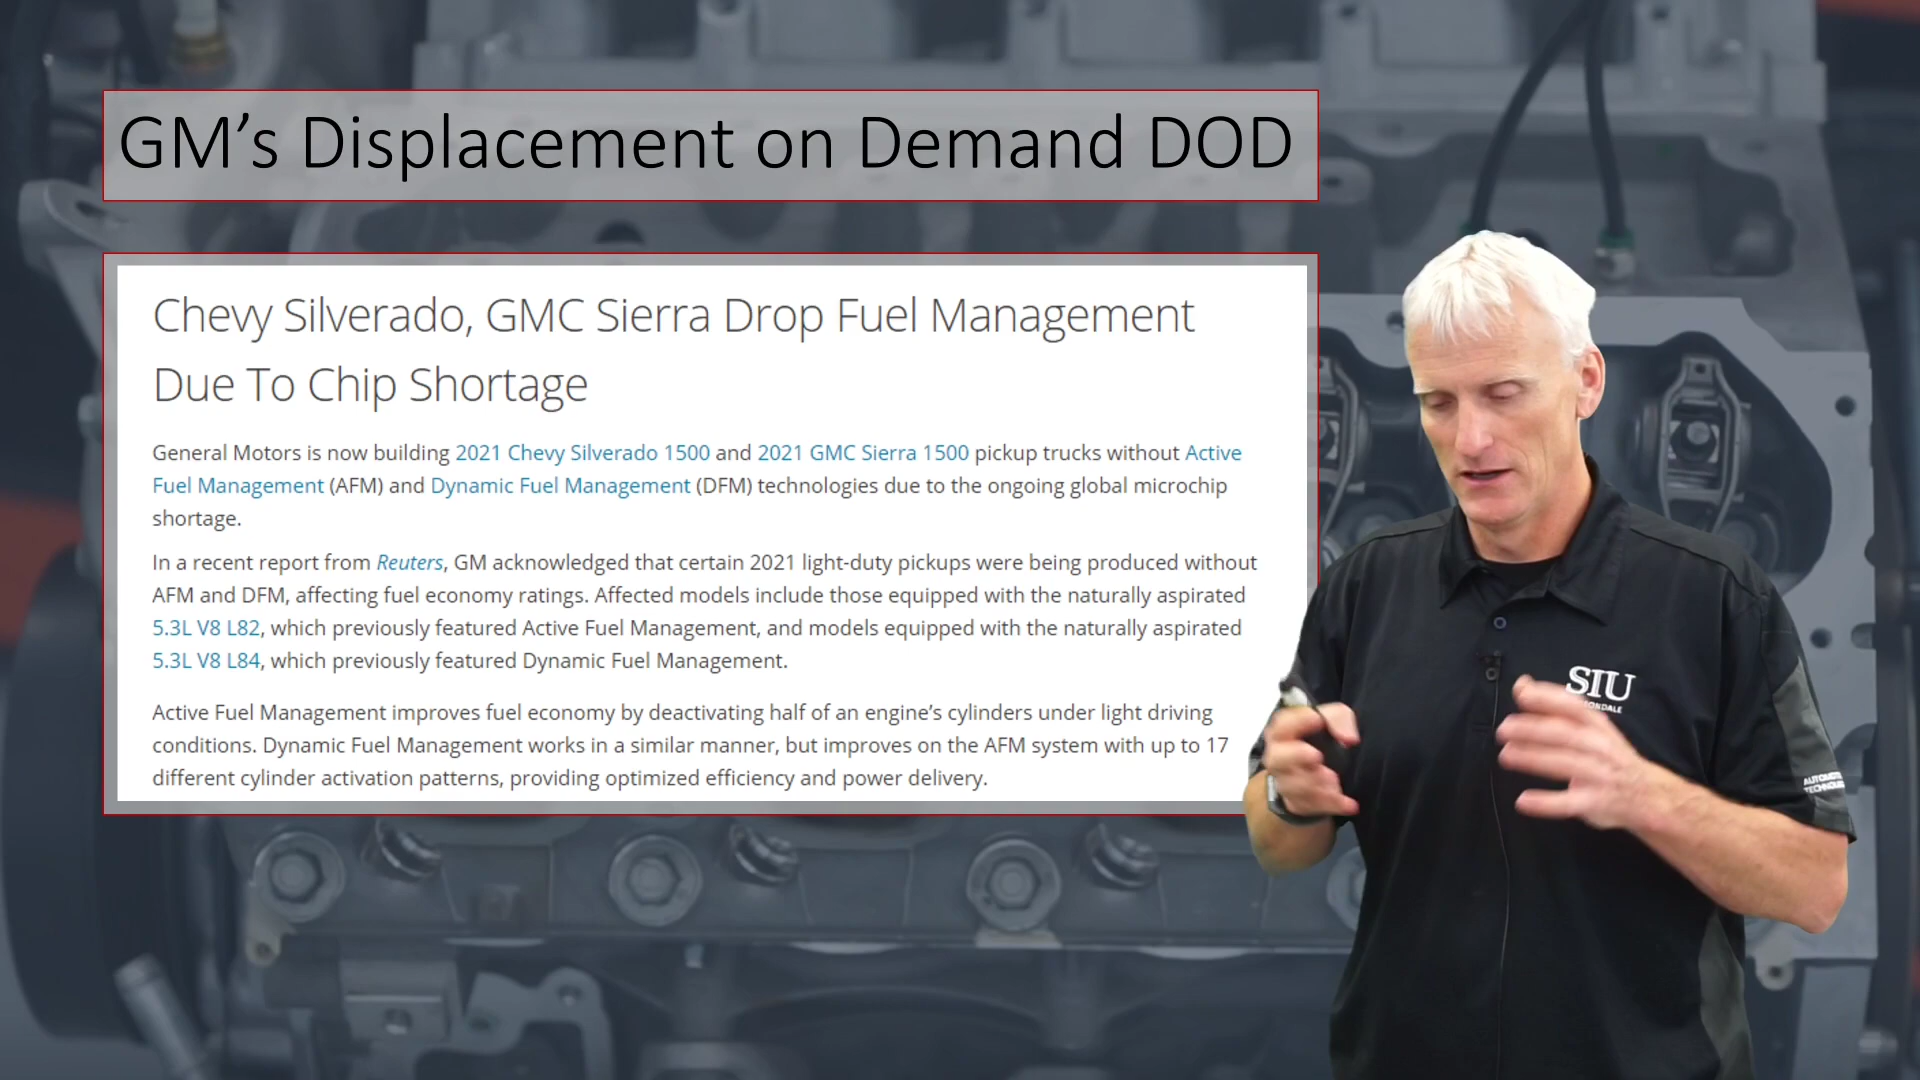 GM’s Displacement on Demand DOD
Chevy Silverado, GMC Sierra Drop Fuel Management
Due To Chip Shortage
General Motors is now building 2021 Chevy Silverado 1500 and 2021 GMC Sierra 1500 pickup trucks without Active
Fuel Management (AFM) and Dynamic Fuel Management (DFM) technologies due to the ongoing global microchip
shortage.
In a recent report from Reuters, GM acknowledged that certain 2021 light-duty pickups were being produced without
AFM and DFM, affecting fuel economy ratings. Affected models include those equipped with the naturally aspirated
5.3L V8 L82, which previously featured Active Fuel Management, and models equipped with the naturally aspirated
5.3L V8 L84, which previously featured Dynamic Fuel Management.
Active Fuel Management improves fuel economy by deactivating half of an engine’s cylinders under light driving
conditions. Dynamic Fuel Management works in a similar manner, but improves on the AFM system with up to 17
different cylinder activation patterns, providing optimized efficiency and power delivery.
SIU